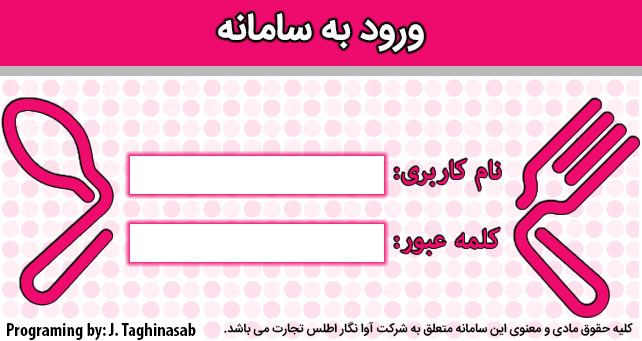 ورود به سامانه
نام کاربری:
کلمه عبور:
کلیه حقوق مادی و معنوی این سامانه متعلق به شرکت آوا نگار اطلس تجارت می باشد.
Programing by: J. Taghinasab